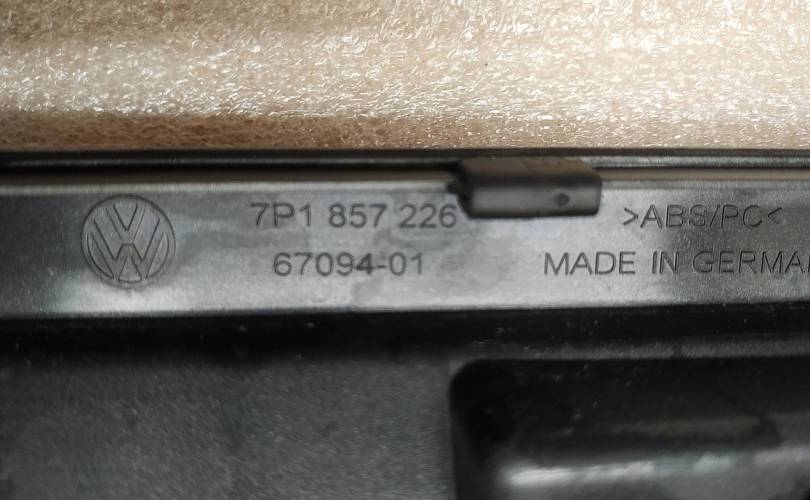 7P1 857 226 >ABS/PC<
67094-01 MADE IN GERMA